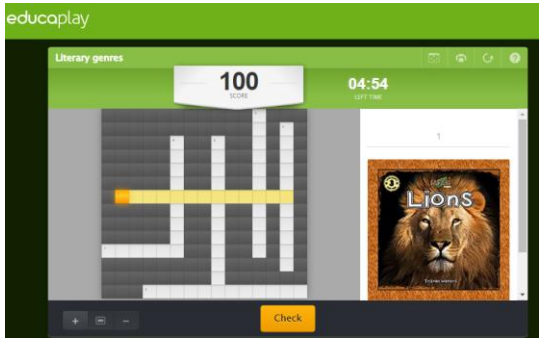 educaplay
Literary genres
100
SCORE
04:54
LEFT TIME
1
Lions
+
−
Check